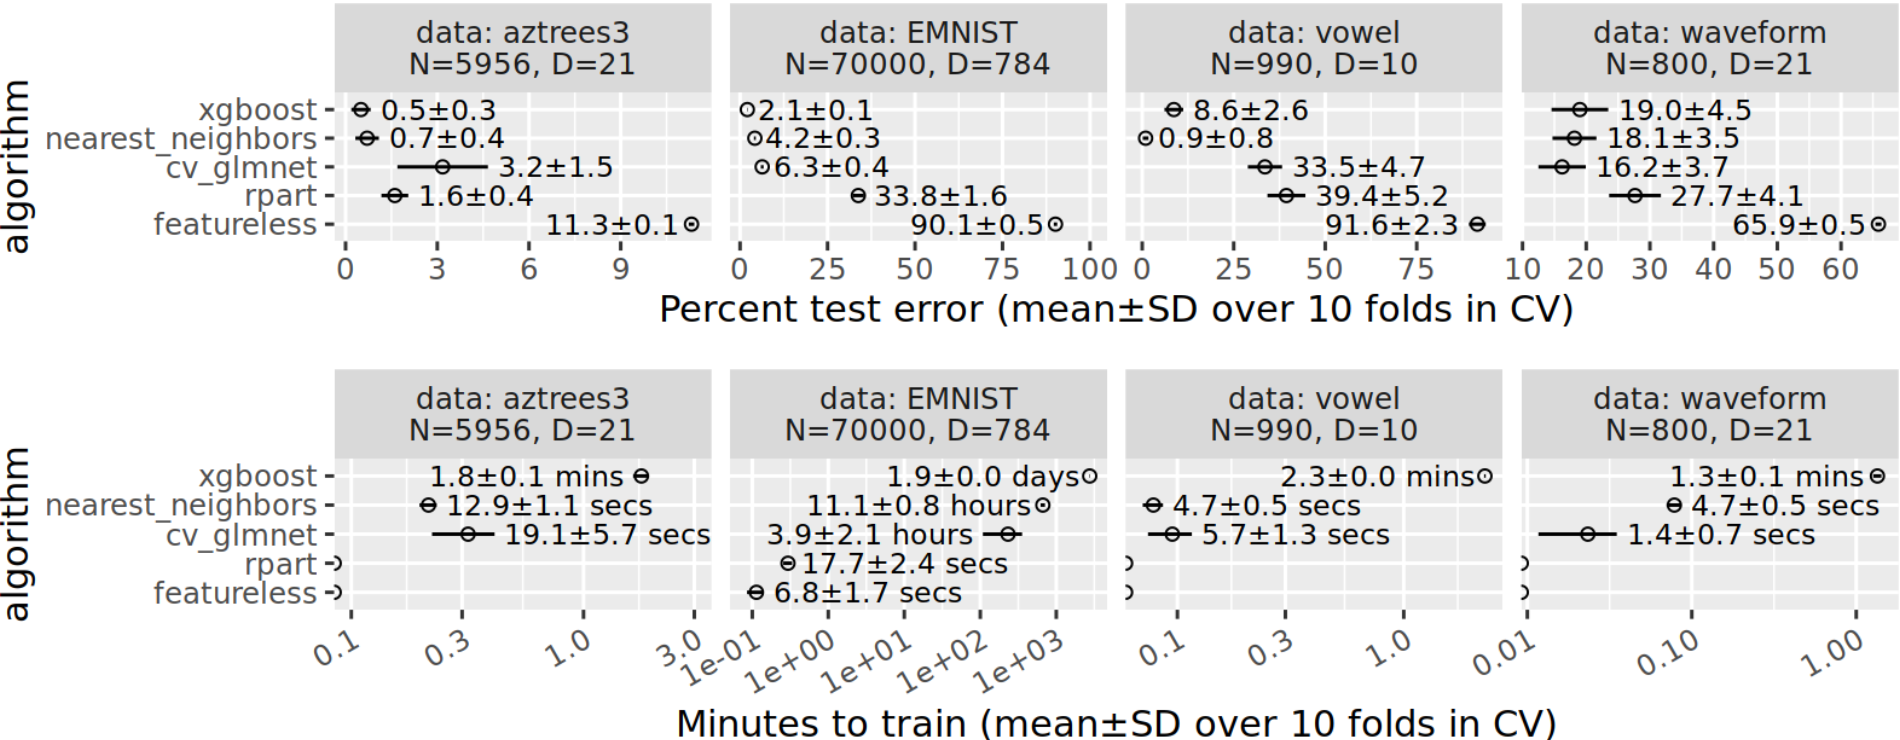 data: aztrees3
N=5956, D=21
data: EMNIST
N=70000, D=784
data: vowel
N=990, D=10
data: waveform
N=800, D=21
algorithm
xgboost 0.5±0.3 2.1±0.1 8.6±2.6 19.0±4.5
nearest_neighbors 0.7±0.4 4.2±0.3 0.9±0.8 18.1±3.5
cv_glmnet 3.2±1.5 6.3±0.4 33.5±4.7 16.2±3.7
rpart 1.6±0.4 33.8±1.6 39.4±5.2 27.7±4.1
featureless 11.3±0.1 90.1±0.5 91.6±2.3 65.9±0.5
0 3 6 9 0 25 50 75 100 0 25 50 75 10 20 30 40 50 60
Percent test error (mean±SD over 10 folds in CV)
data: aztrees3
N=5956, D=21
data: EMNIST
N=70000, D=784
data: vowel
N=990, D=10
data: waveform
N=800, D=21
algorithm
xgboost 1.8±0.1 mins 1.9±0.0 days 2.3±0.0 mins 1.3±0.1 mins
nearest_neighbors 12.9±1.1 secs 11.1±0.8 hours 4.7±0.5 secs 4.7±0.5 secs
cv_glmnet 19.1±5.7 secs 3.9±2.1 hours 5.7±1.3 secs 1.4±0.7 secs
rpart 17.7±2.4 secs
featureless 6.8±1.7 secs
0.1 0.3 1.0 3.0 1e-01 1e+00 1e+01 1e+02 1e+03 0.1 0.3 1.0 0.01 0.10 1.00
Minutes to train (mean±SD over 10 folds in CV)